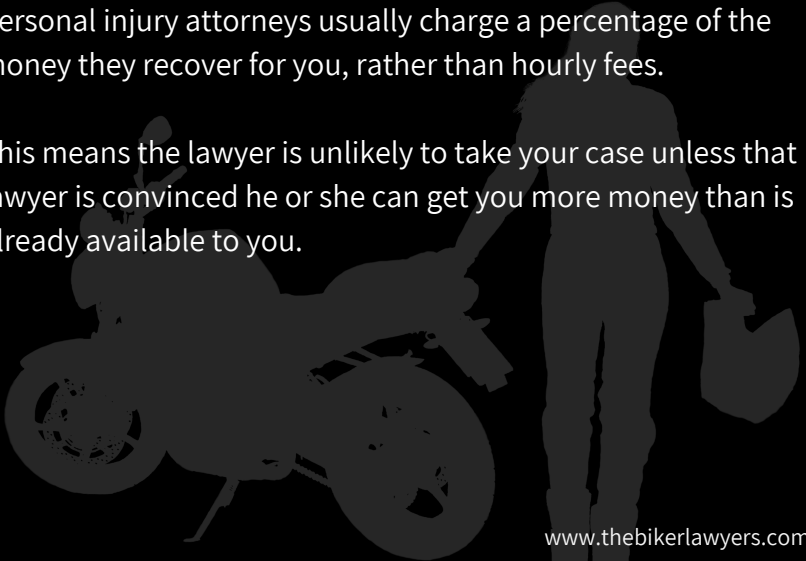 ersonal injury attorneys usually charge a percentage of the
noney they recover for you, rather than hourly fees.
his means the lawyer is unlikely to take your case unless that
awyer is convinced he or she can get you more money than is
lready available to you.
www.thebikerlawyers.com